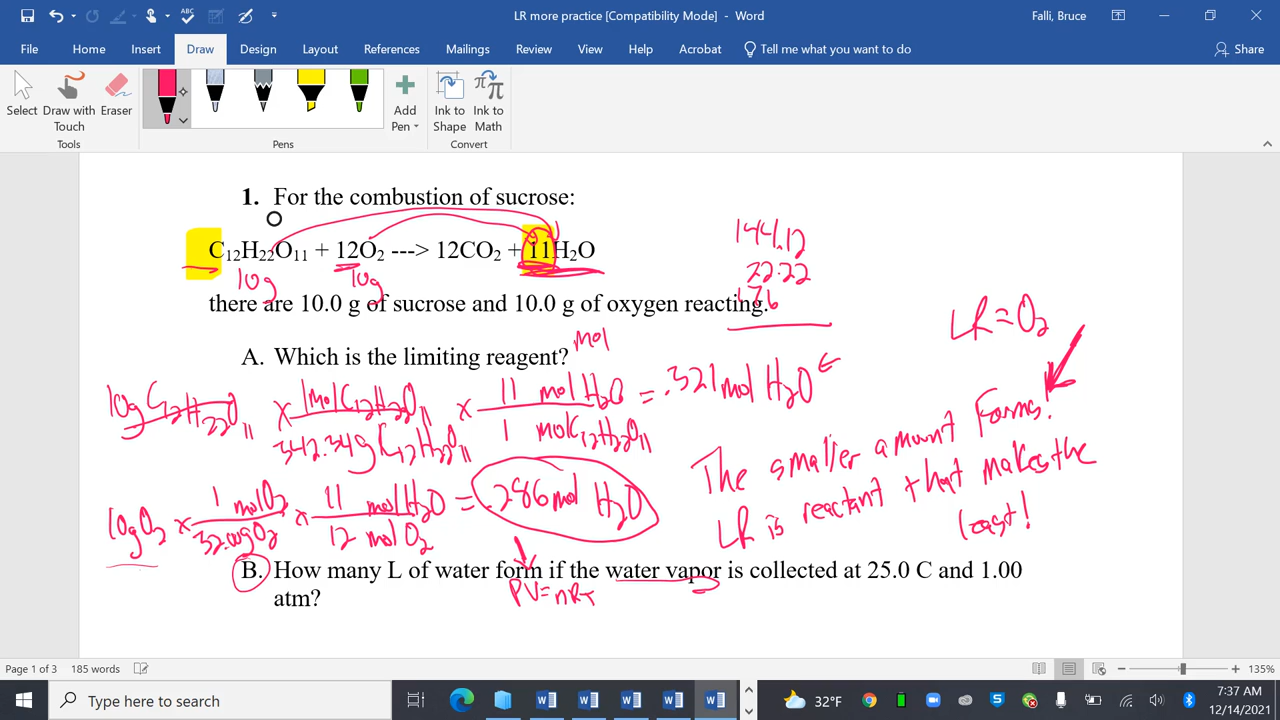 LR more practice [Compatibility Mode] - Word
Falli, Bruce
File Home Insert Draw Design Layout References Mailings Review View Help Acrobat Tell me what you want to do Share
Select Draw with Touch Eraser Add Pen Ink to Shape Ink to Math
Tools Pens Convert
1. For the combustion of sucrose:
C₁₂H₂₂O₁₁ + 12O₂ ---> 12CO₂ + 11H₂O
10g 10g
144.12
22.22
176
there are 10.0 g of sucrose and 10.0 g of oxygen reacting.
LR = O₂
A. Which is the limiting reagent?
mol
10g C₁₂H₂₂O₁₁ × 1 mol C₁₂H₂₂O₁₁ / 342.34g C₁₂H₂₂O₁₁ × 11 mol H₂O / 1 mol C₁₂H₂₂O₁₁ = .321 mol H₂O ←
10g O₂ × 1 mol O₂ / 32.00g O₂ × 11 mol H₂O / 12 mol O₂ = .286 mol H₂O
The smaller amount forms!
LR is reactant that makes the
least!
B. How many L of water form if the water vapor is collected at 25.0 C and 1.00
atm?
PV=nRT
Page 1 of 3 185 words 135%
Type here to search 32°F 7:37 AM
12/14/2021